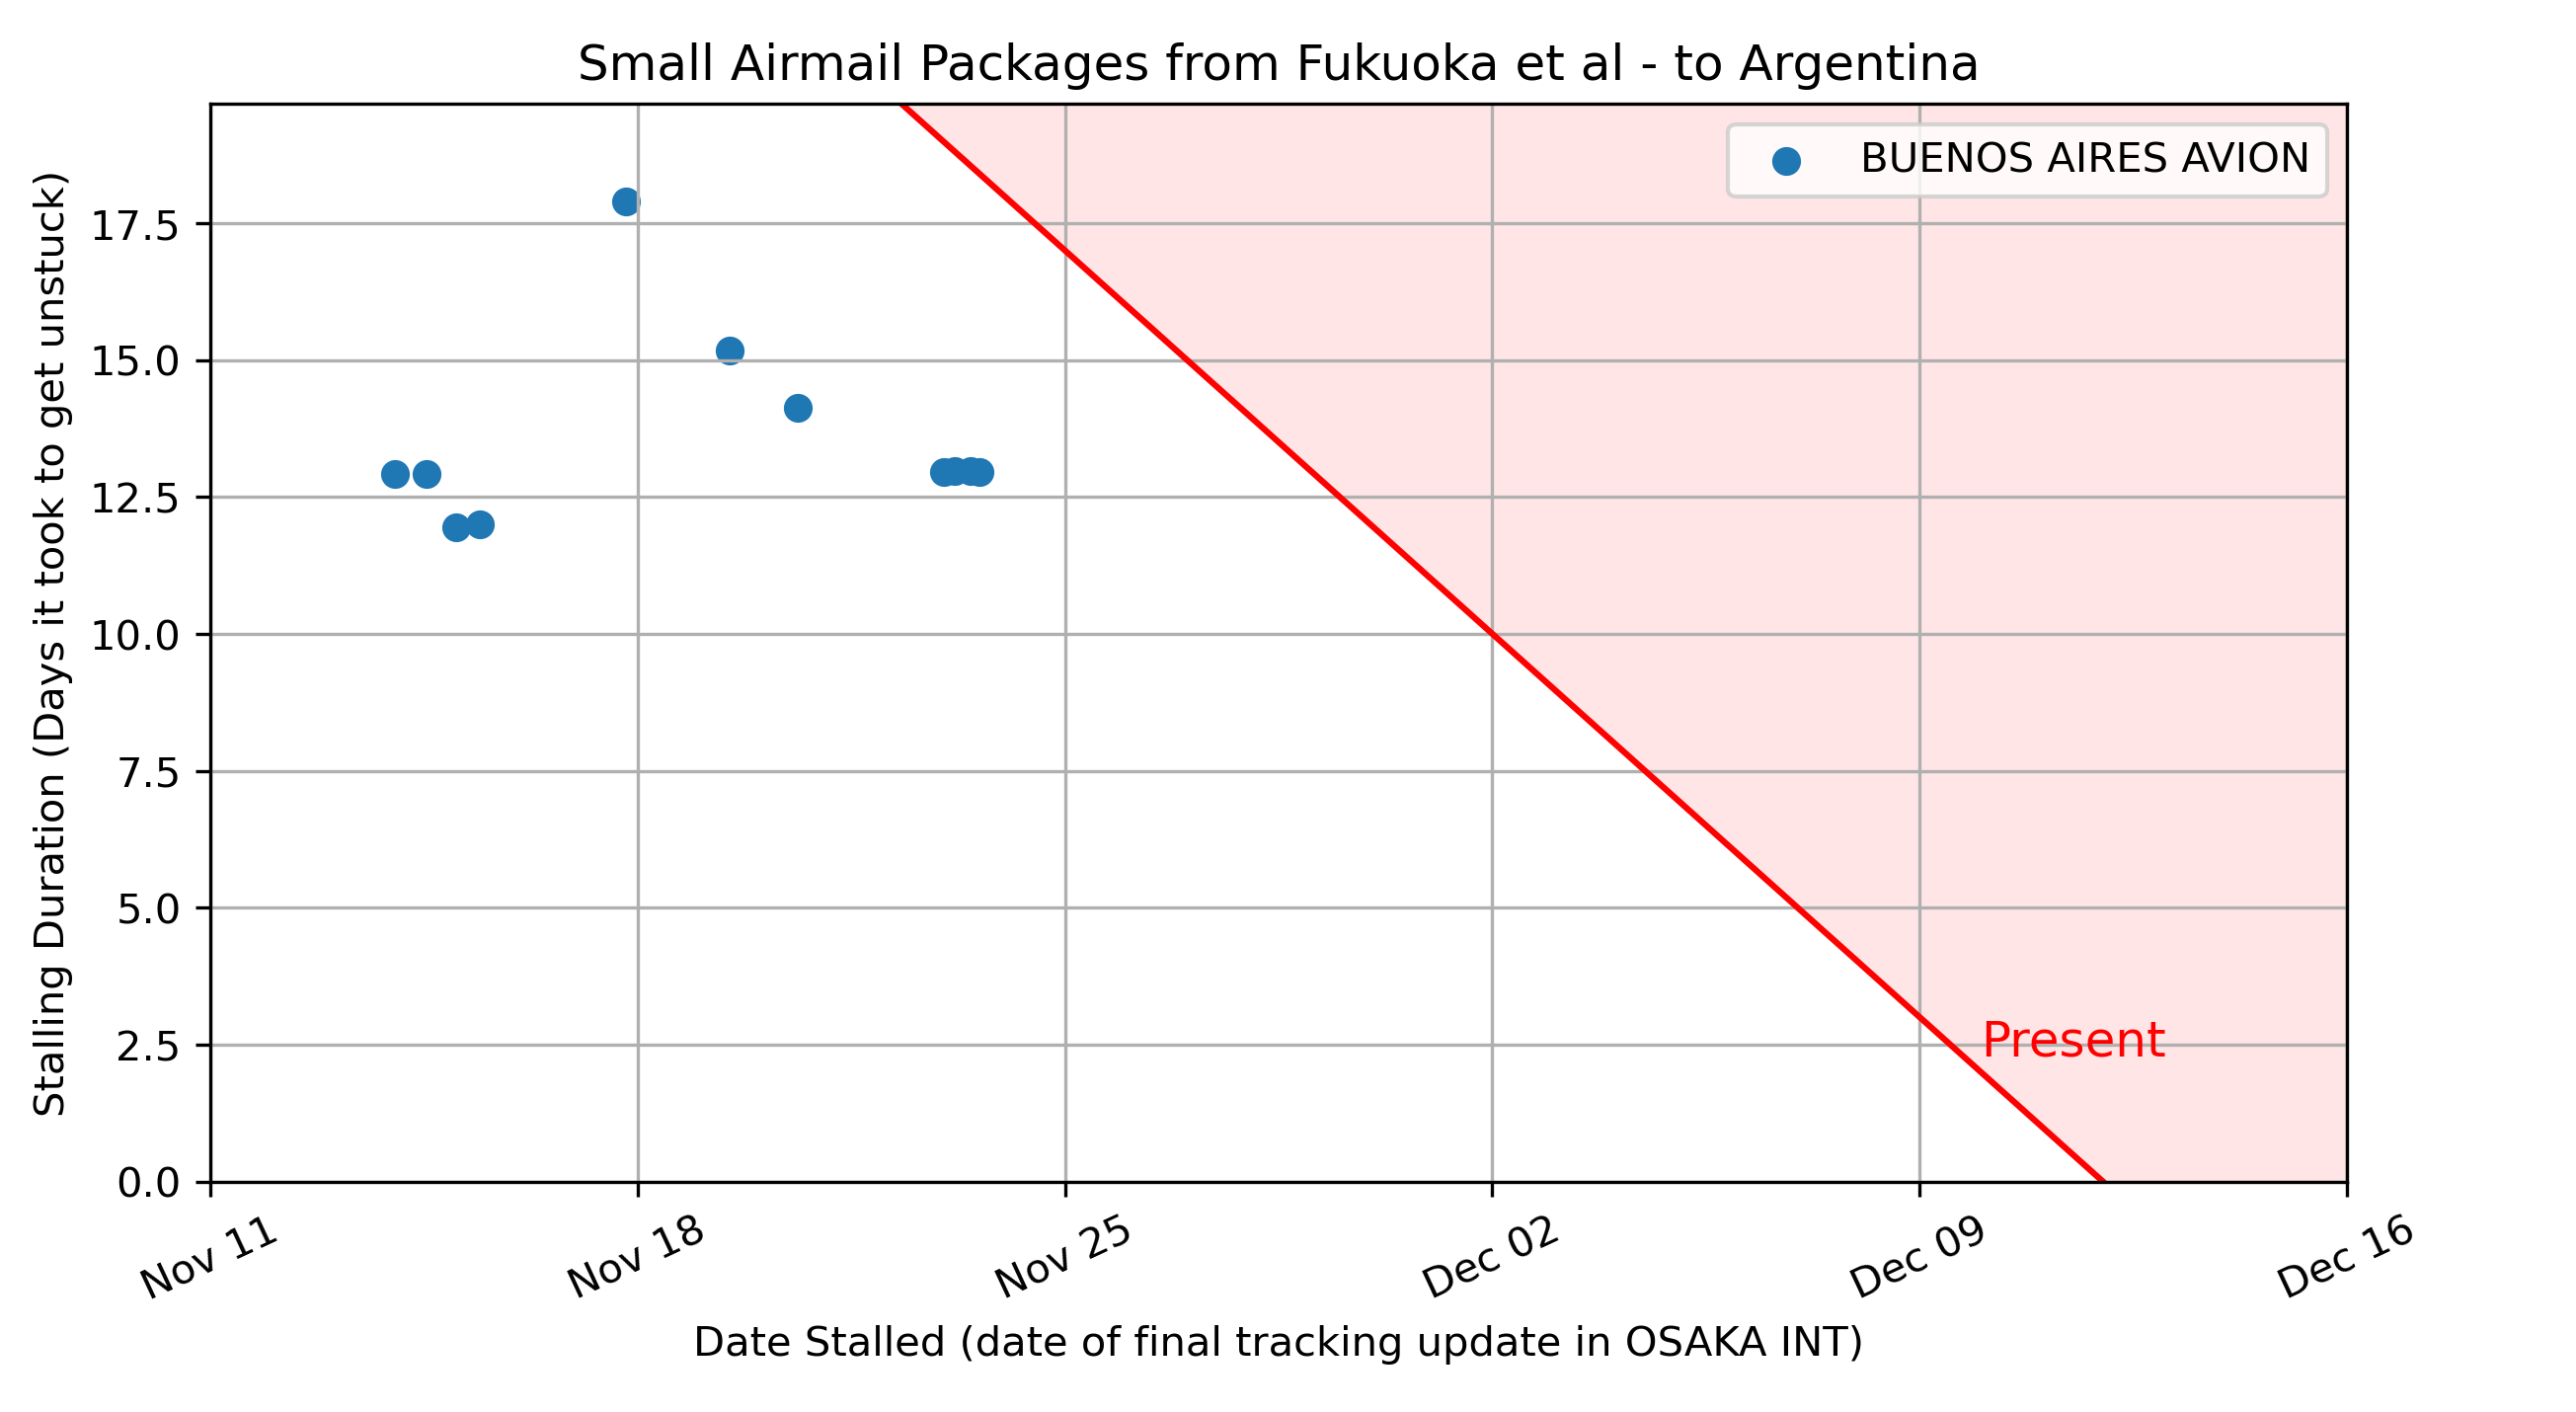 Small Airmail Packages from Fukuoka et al - to Argentina
BUENOS AIRES AVION
Stalling Duration (Days it took to get unstuck)
17.5
15.0
12.5
10.0
7.5
5.0
2.5
0.0
Present
Nov 11
Nov 18
Nov 25
Dec 02
Dec 09
Dec 16
Date Stalled (date of final tracking update in OSAKA INT)